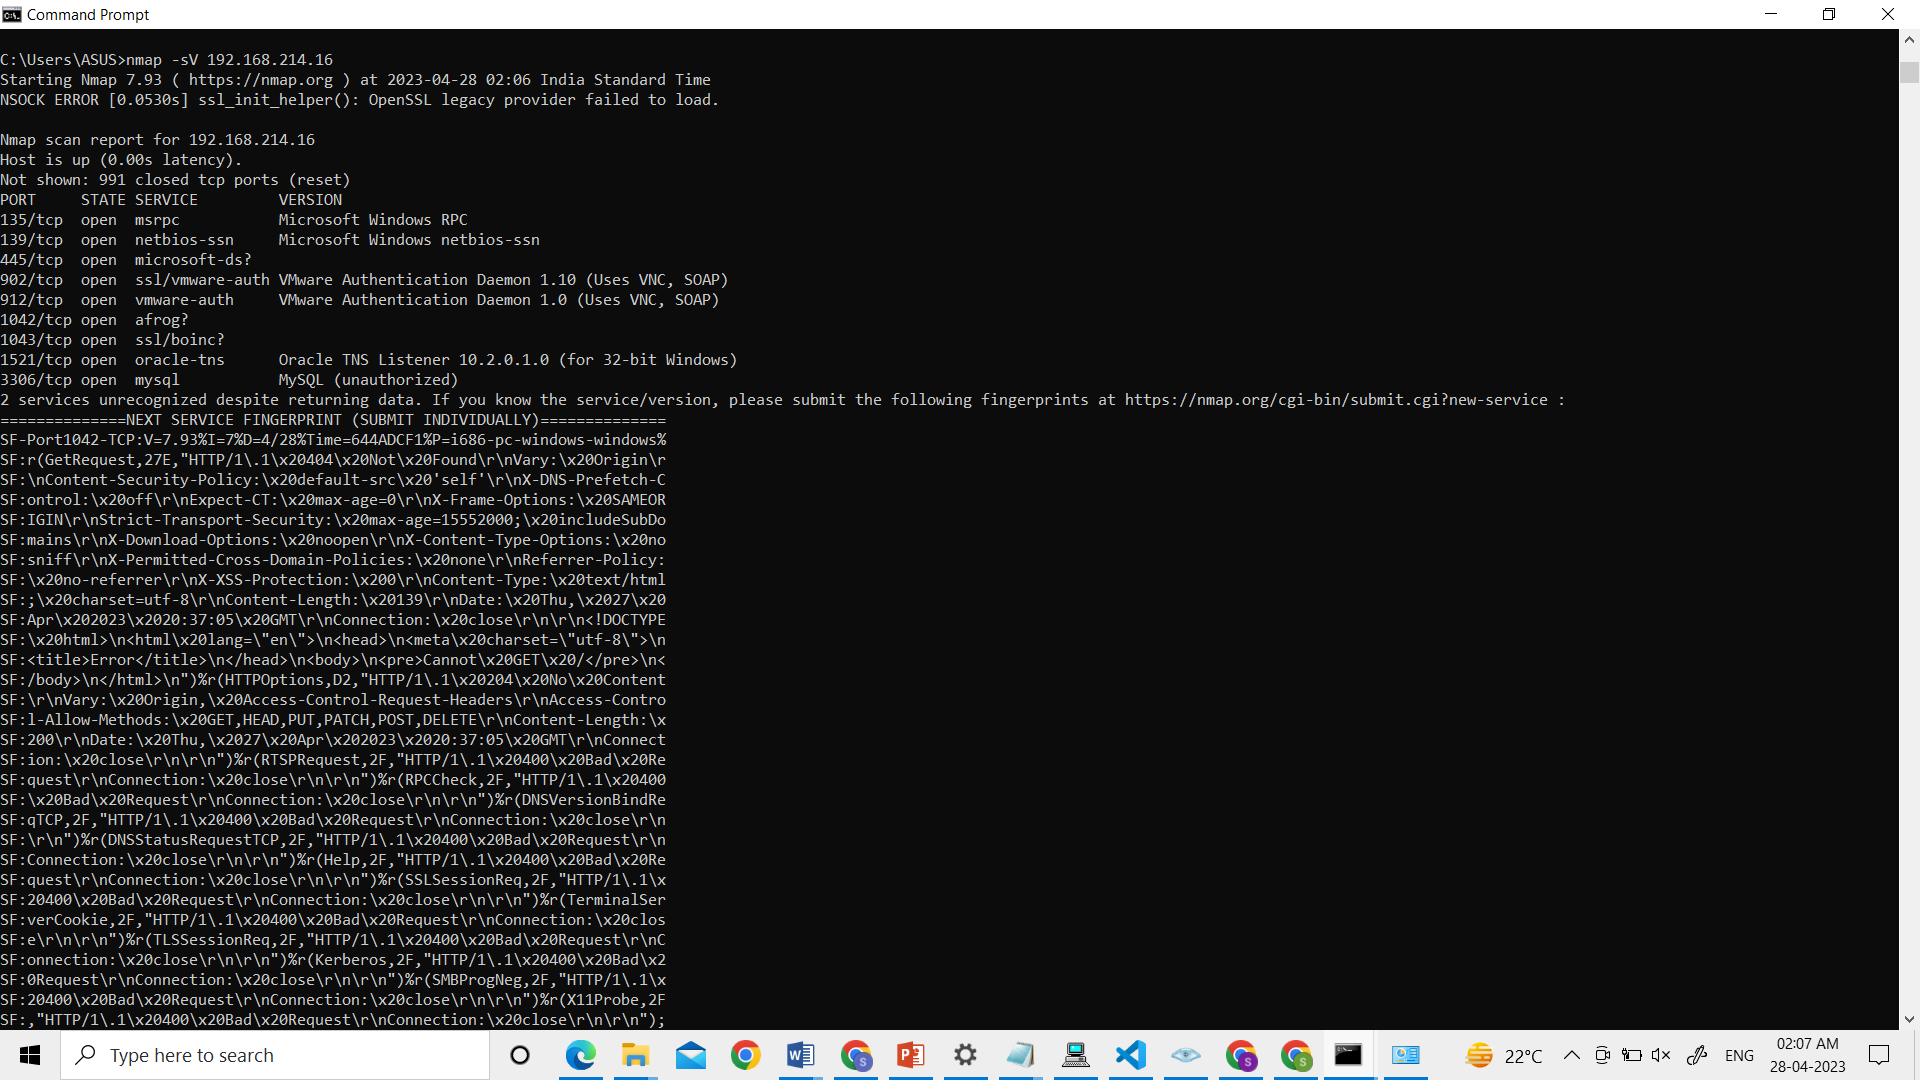 Command Prompt
C:\Users\ASUS>nmap -sV 192.168.214.16
Starting Nmap 7.93 ( https://nmap.org ) at 2023-04-28 02:06 India Standard Time
NSOCK ERROR [0.0530s] ssl_init_helper(): OpenSSL legacy provider failed to load.
Nmap scan report for 192.168.214.16
Host is up (0.00s latency).
Not shown: 991 closed tcp ports (reset)
PORT     STATE SERVICE         VERSION
135/tcp  open  msrpc           Microsoft Windows RPC
139/tcp  open  netbios-ssn     Microsoft Windows netbios-ssn
445/tcp  open  microsoft-ds?
902/tcp  open  ssl/vmware-auth VMware Authentication Daemon 1.10 (Uses VNC, SOAP)
912/tcp  open  vmware-auth     VMware Authentication Daemon 1.0 (Uses VNC, SOAP)
1042/tcp open  afrog?
1043/tcp open  ssl/boinc?
1521/tcp open  oracle-tns      Oracle TNS Listener 10.2.0.1.0 (for 32-bit Windows)
3306/tcp open  mysql           MySQL (unauthorized)
2 services unrecognized despite returning data. If you know the service/version, please submit the following fingerprints at https://nmap.org/cgi-bin/submit.cgi?new-service :
==============NEXT SERVICE FINGERPRINT (SUBMIT INDIVIDUALLY)==============
SF-Port1042-TCP:V=7.93%I=7%D=4/28%Time=644ADCF1%P=i686-pc-windows-windows%
SF:r(GetRequest,27E,"HTTP/1\.1\x20404\x20Not\x20Found\r\nVary:\x20Origin\r
SF:\nContent-Security-Policy:\x20default-src\x20'self'\r\nX-DNS-Prefetch-C
SF:ontrol:\x20off\r\nExpect-CT:\x20max-age=0\r\nX-Frame-Options:\x20SAMEOR
SF:IGIN\r\nStrict-Transport-Security:\x20max-age=15552000;\x20includeSubDo
SF:mains\r\nX-Download-Options:\x20noopen\r\nX-Content-Type-Options:\x20no
SF:sniff\r\nX-Permitted-Cross-Domain-Policies:\x20none\r\nReferrer-Policy:
SF:\x20no-referrer\r\nX-XSS-Protection:\x200\r\nContent-Type:\x20text/html
SF:;\x20charset=utf-8\r\nContent-Length:\x20139\r\nDate:\x20Thu,\x2027\x20
SF:Apr\x202023\x2020:37:05\x20GMT\r\nConnection:\x20close\r\n\r\n<!DOCTYPE
SF:\x20html>\n<html\x20lang=\"en\">\n<head>\n<meta\x20charset=\"utf-8\">\n
SF:<title>Error</title>\n</head>\n<body>\n<pre>Cannot\x20GET\x20/</pre>\n<
SF:/body>\n</html>\n")%r(HTTPOptions,D2,"HTTP/1\.1\x20204\x20No\x20Content
SF:\r\nVary:\x20Origin,\x20Access-Control-Request-Headers\r\nAccess-Contro
SF:l-Allow-Methods:\x20GET,HEAD,PUT,PATCH,POST,DELETE\r\nContent-Length:\x
SF:200\r\nDate:\x20Thu,\x2027\x20Apr\x202023\x2020:37:05\x20GMT\r\nConnect
SF:ion:\x20close\r\n\r\n")%r(RTSPRequest,2F,"HTTP/1\.1\x20400\x20Bad\x20Re
SF:quest\r\nConnection:\x20close\r\n\r\n")%r(RPCCheck,2F,"HTTP/1\.1\x20400
SF:\x20Bad\x20Request\r\nConnection:\x20close\r\n\r\n")%r(DNSVersionBindRe
SF:qTCP,2F,"HTTP/1\.1\x20400\x20Bad\x20Request\r\nConnection:\x20close\r\n
SF:\r\n")%r(DNSStatusRequestTCP,2F,"HTTP/1\.1\x20400\x20Bad\x20Request\r\n
SF:Connection:\x20close\r\n\r\n")%r(Help,2F,"HTTP/1\.1\x20400\x20Bad\x20Re
SF:quest\r\nConnection:\x20close\r\n\r\n")%r(SSLSessionReq,2F,"HTTP/1\.1\x
SF:20400\x20Bad\x20Request\r\nConnection:\x20close\r\n\r\n")%r(TerminalSer
SF:verCookie,2F,"HTTP/1\.1\x20400\x20Bad\x20Request\r\nConnection:\x20clos
SF:e\r\n\r\n")%r(TLSSessionReq,2F,"HTTP/1\.1\x20400\x20Bad\x20Request\r\nC
SF:onnection:\x20close\r\n\r\n")%r(Kerberos,2F,"HTTP/1\.1\x20400\x20Bad\x2
SF:0Request\r\nConnection:\x20close\r\n\r\n")%r(SMBProgNeg,2F,"HTTP/1\.1\x
SF:20400\x20Bad\x20Request\r\nConnection:\x20close\r\n\r\n")%r(X11Probe,2F
SF:,"HTTP/1\.1\x20400\x20Bad\x20Request\r\nConnection:\x20close\r\n\r\n");
Type here to search
22°C
ENG
02:07 AM
28-04-2023